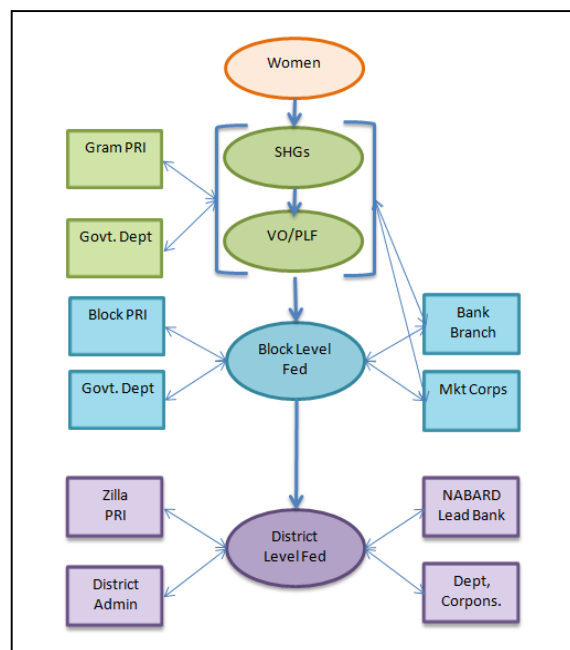 Women
Gram PRI
SHGs
Govt. Dept
VO/PLF
Block PRI
Bank
Branch
Block Level
Fed
Govt. Dept
Mkt Corps
Zilla
PRI
NABARD
Lead Bank
District
Level Fed
District
Admin
Dept,
Corpons.